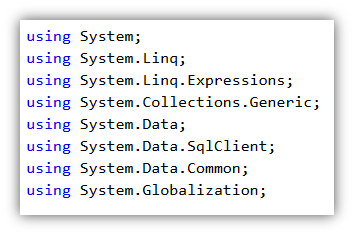 using System;
using System.Linq;
using System.Linq.Expressions;
using System.Collections.Generic;
using System.Data;
using System.Data.SqlClient;
using System.Data.Common;
using System.Globalization;